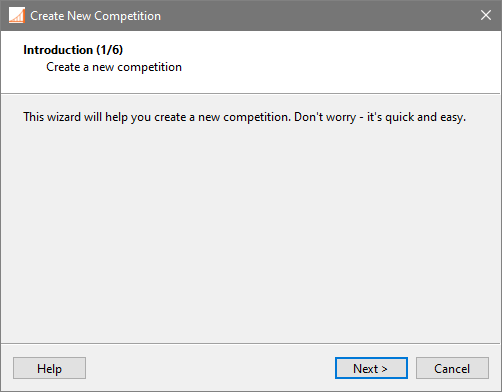 Create New Competition
Introduction (1/6)
Create a new competition
This wizard will help you create a new competition. Don't worry - it's quick and easy.
Help
Next >
Cancel